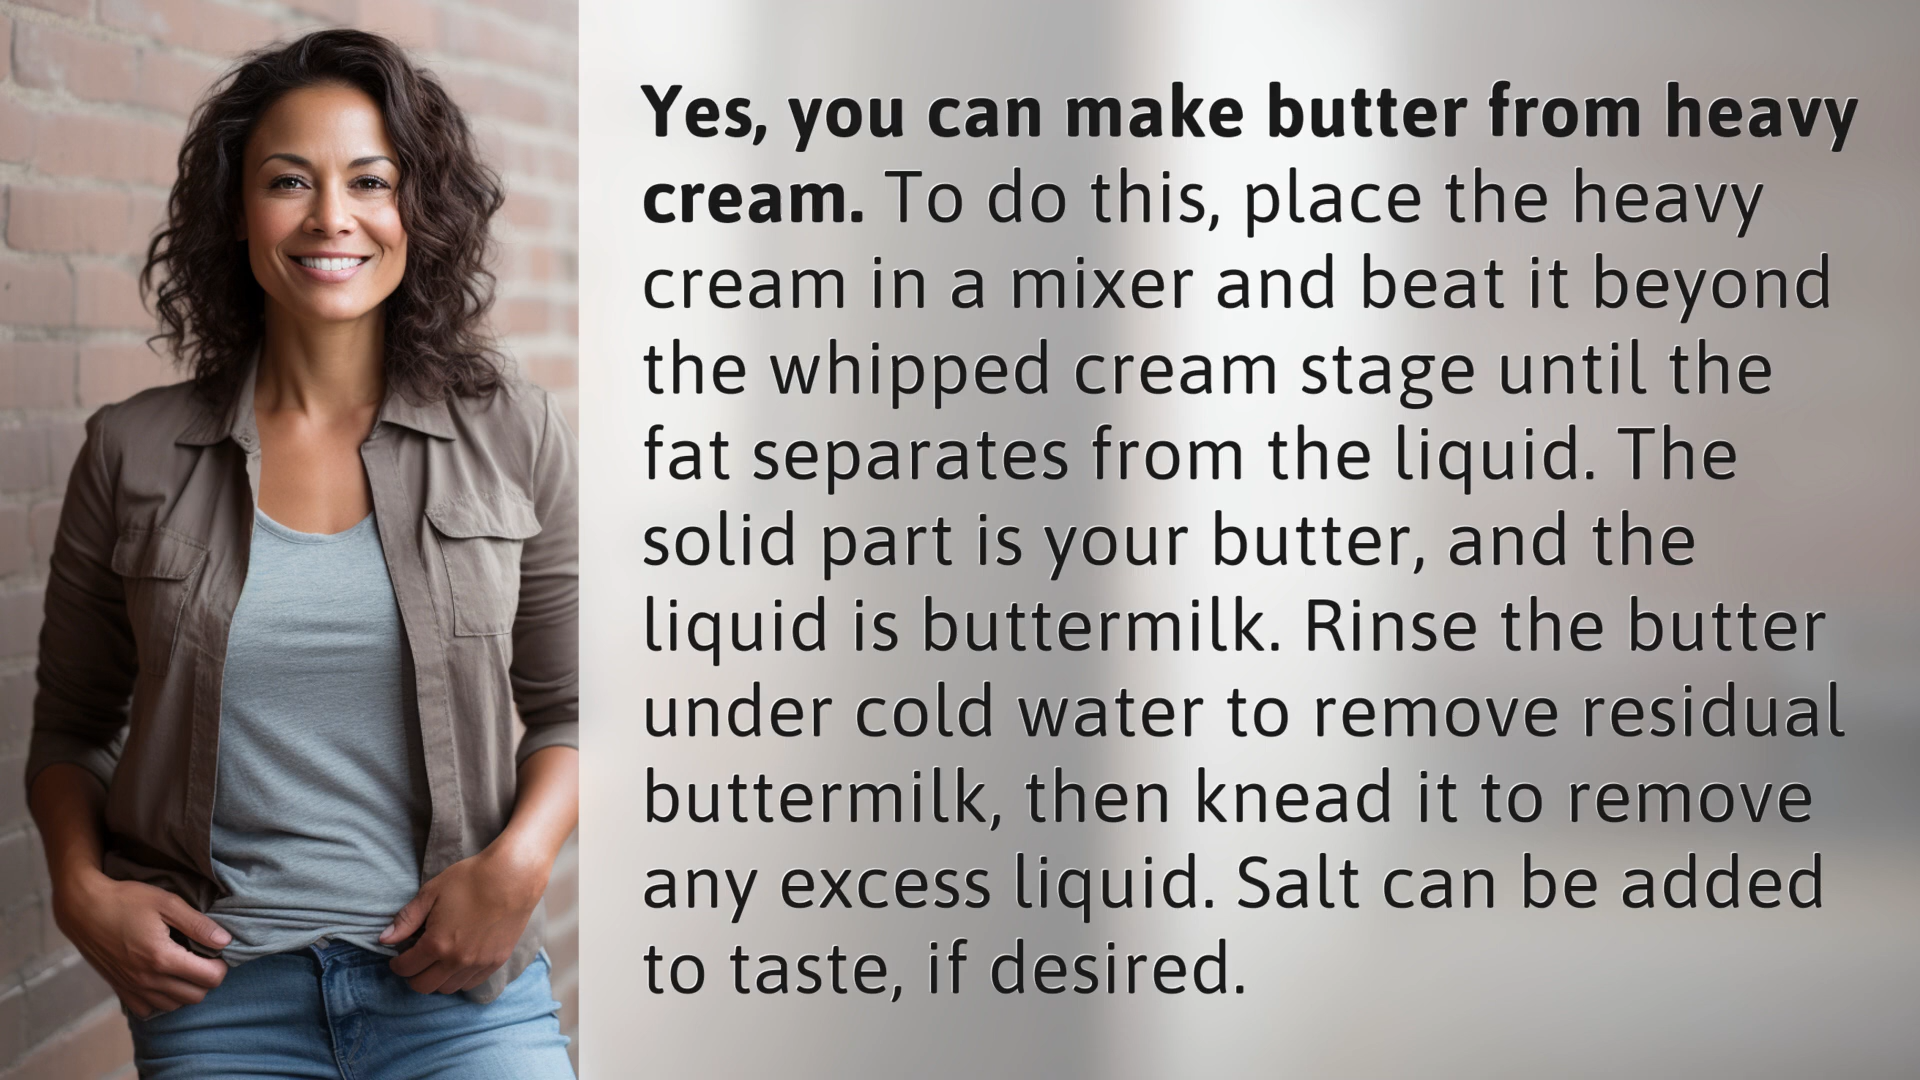 Yes, you can make butter from heavy
cream. To do this, place the heavy
cream in a mixer and beat it beyond
the whipped cream stage until the
fat separates from the liquid. The
solid part is your butter, and the
liquid is buttermilk. Rinse the butter
under cold water to remove residual
buttermilk, then knead it to remove
any excess liquid. Salt can be added
to taste, if desired.